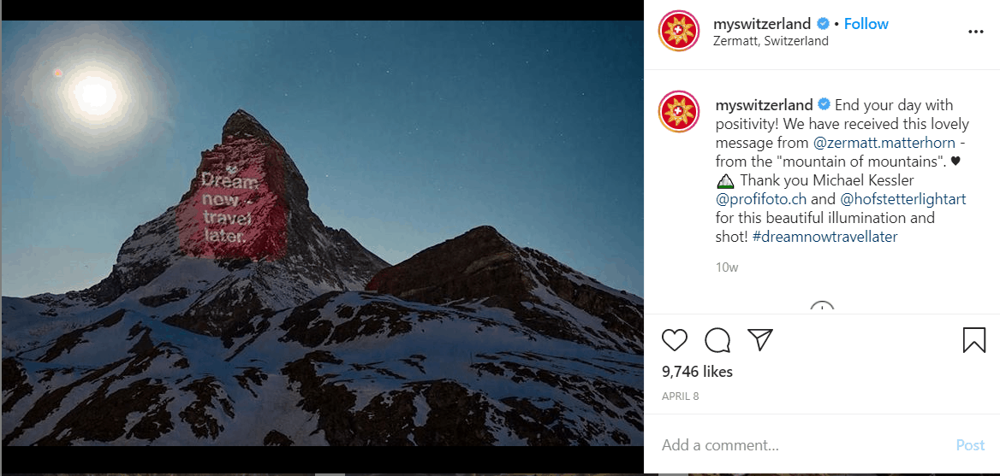 Dream
now -
travel
later.
myswitzerland • Follow
Zermatt, Switzerland
myswitzerland End your day with
positivity! We have received this lovely
message from @zermatt.matterhorn -
from the "mountain of mountains". ♥
🏔 Thank you Michael Kessler
@profifoto.ch and @hofstetterlightart
for this beautiful illumination and
shot! #dreamnowtravellater
10w
9,746 likes
APRIL 8
Add a comment...
Post